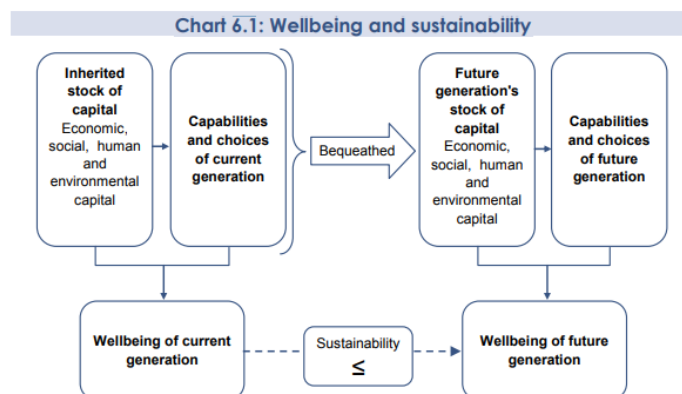 Chart 6.1: Wellbeing and sustainability
Inherited
stock of
capital
Economic,
social, human
and
environmental
capital
Capabilities
and choices
of current
generation
Bequeathed
Future
generation's
stock of
capital
Economic,
social, human
and
environmental
capital
Capabilities
and choices
of future
generation
Wellbeing of current
generation
Sustainability
≤
Wellbeing of future
generation